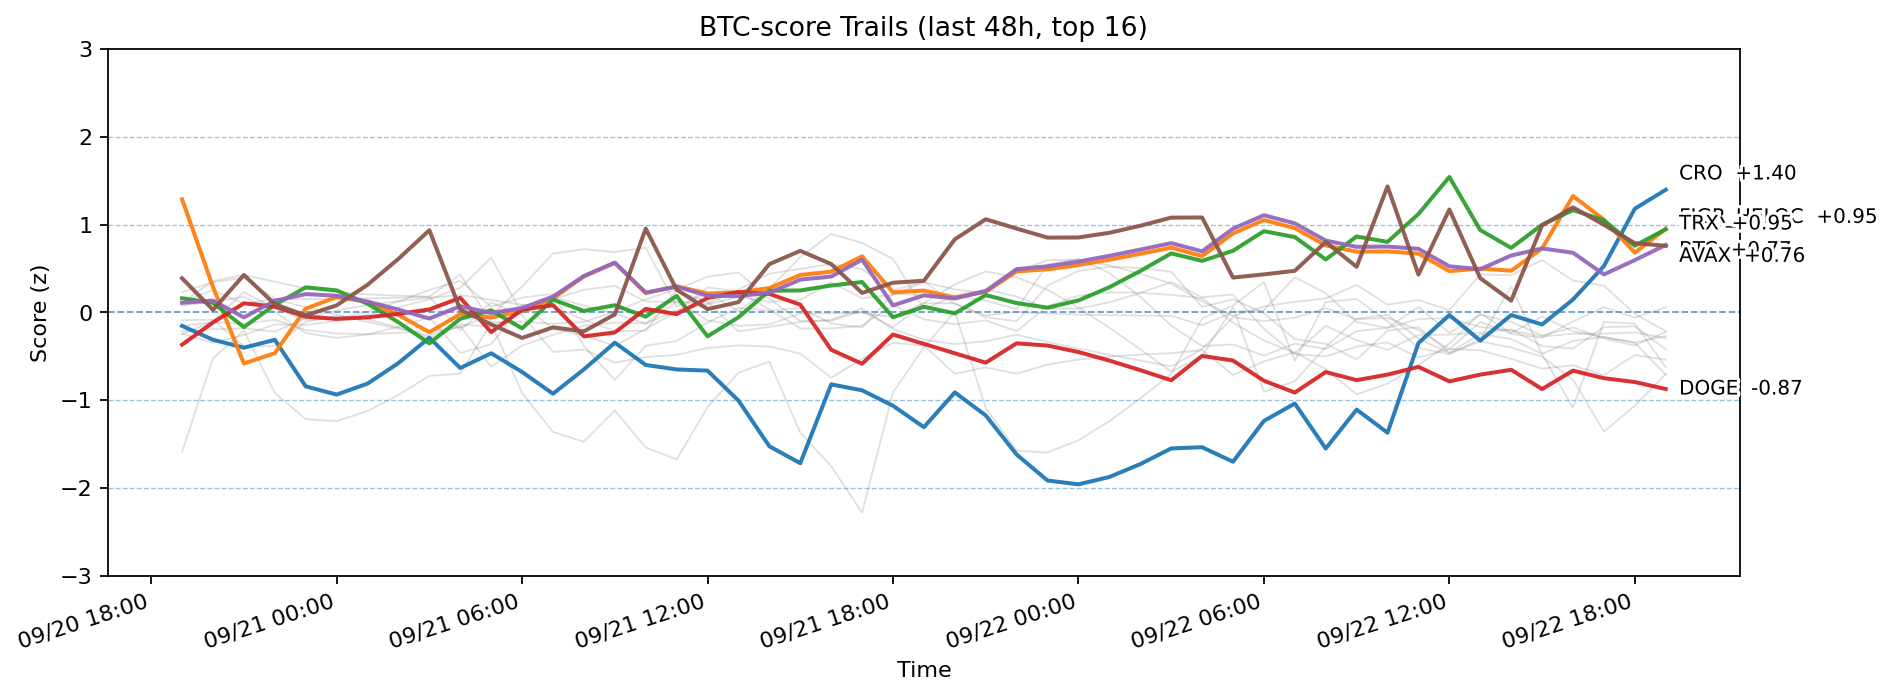 BTC-score Trails (last 48h, top 16)
Score (z)
3
2
1
0
−1
−2
−3
CRO +1.40
+0.95
TRX +0.95
AVAX +0.76
DOGE -0.87
09/20 18:00
09/21 00:00
09/21 06:00
09/21 12:00
09/21 18:00
09/22 00:00
09/22 06:00
09/22 12:00
09/22 18:00
Time